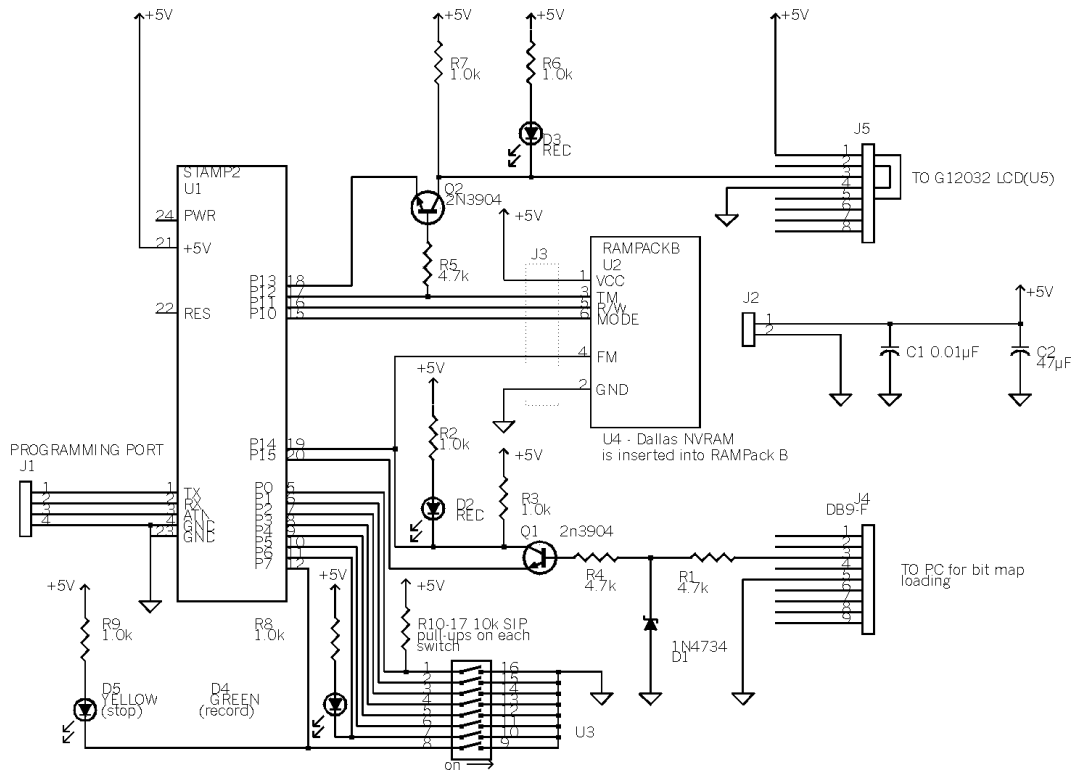 +5V
+5V
+5V
+5V
R7
1.0k
R6
1.0k
D3
RED
J5
1
2
3
4
5
6
7
8
TO G12032 LCD(U5)
STAMP2
U1
24 PWR
21 +5V
22 RES
P13 18
P12 17
P11 16
P10 15
Q2
2N3904
+5V
R5
4.7k
J3
RAMPACKB
U2
1 VCC
3 TM
5 R/W
6 MODE
4 FM
2 GND
U4 - Dallas NVRAM
is inserted into RAMPack B
J2
1
2
+5V
C1 0.01µF
C2
47µF
+5V
R2
1.0k
D2
RED
+5V
R3
1.0k
P14 19
P15 20
P0 5
P1 6
P2 7
P3 8
P4 9
P5 10
P6 11
P7 12
PROGRAMMING PORT
J1
1 1 TX
2 2 RX
3 3 ATN
4 4 GND
23 GND
Q1
2n3904
R4
4.7k
R1
4.7k
1N4734
D1
J4
DB9-F
1
2
3
4
5
6
7
8
9
TO PC for bit map
loading
+5V
R9
1.0k
D5
YELLOW
(stop)
+5V
R8
1.0k
D4
GREEN
(record)
+5V
R10-17 10k SIP
pull-ups on each
switch
1 16
2 15
3 14
4 13
5 12
6 11
7 10
8 9
U3
on